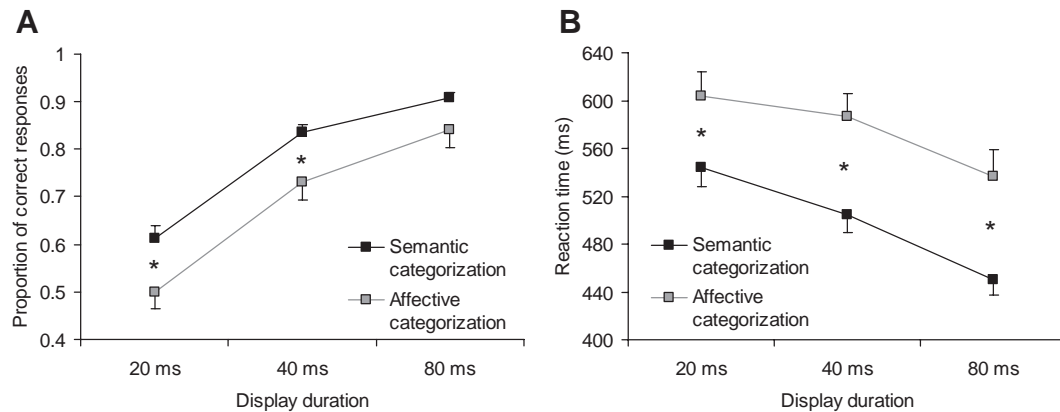 A
Proportion of correct responses
1
0.9
0.8
0.7
0.6
0.5
0.4
*
*
Semantic
categorization
Affective
categorization
20 ms
40 ms
80 ms
Display duration
B
Reaction time (ms)
640
600
560
520
480
440
400
*
*
*
Semantic
categorization
Affective
categorization
20 ms
40 ms
80 ms
Display duration